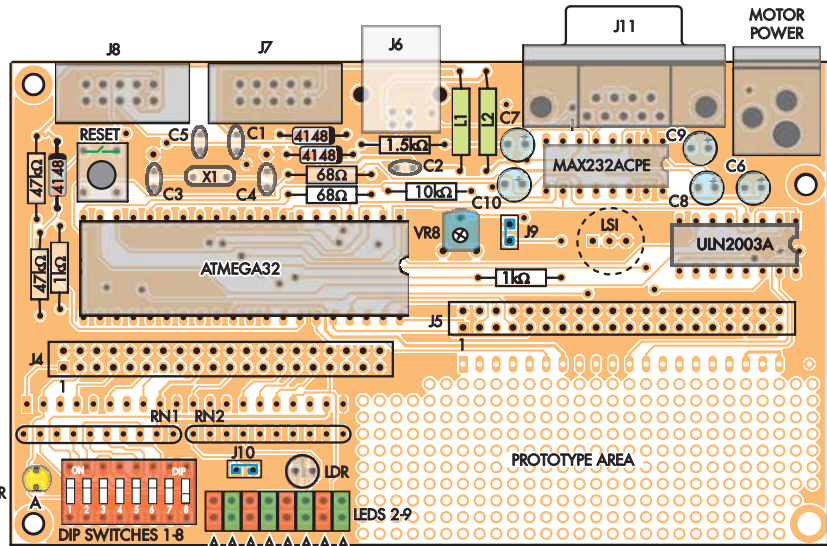 MOTOR
POWER
J8
J7
J6
J11
RESET
C5
C1
4148
4148
1.5kΩ
C2
L1
L2
C7
MAX232ACPE
C9
47kΩ
4148
C3
X1
C4
68Ω
68Ω
10kΩ
C10
C8
C6
VR8
J9
LS1
ULN2003A
ATMEGA32
47kΩ
1kΩ
1kΩ
J5
1
J4
1
RN1
RN2
J10
LDR
PROTOTYPE AREA
R
A
ON
DIP
1 2 3 4 5 6 7 8
LEDS 2-9
DIP SWITCHES 1-8
A A A A A A A A